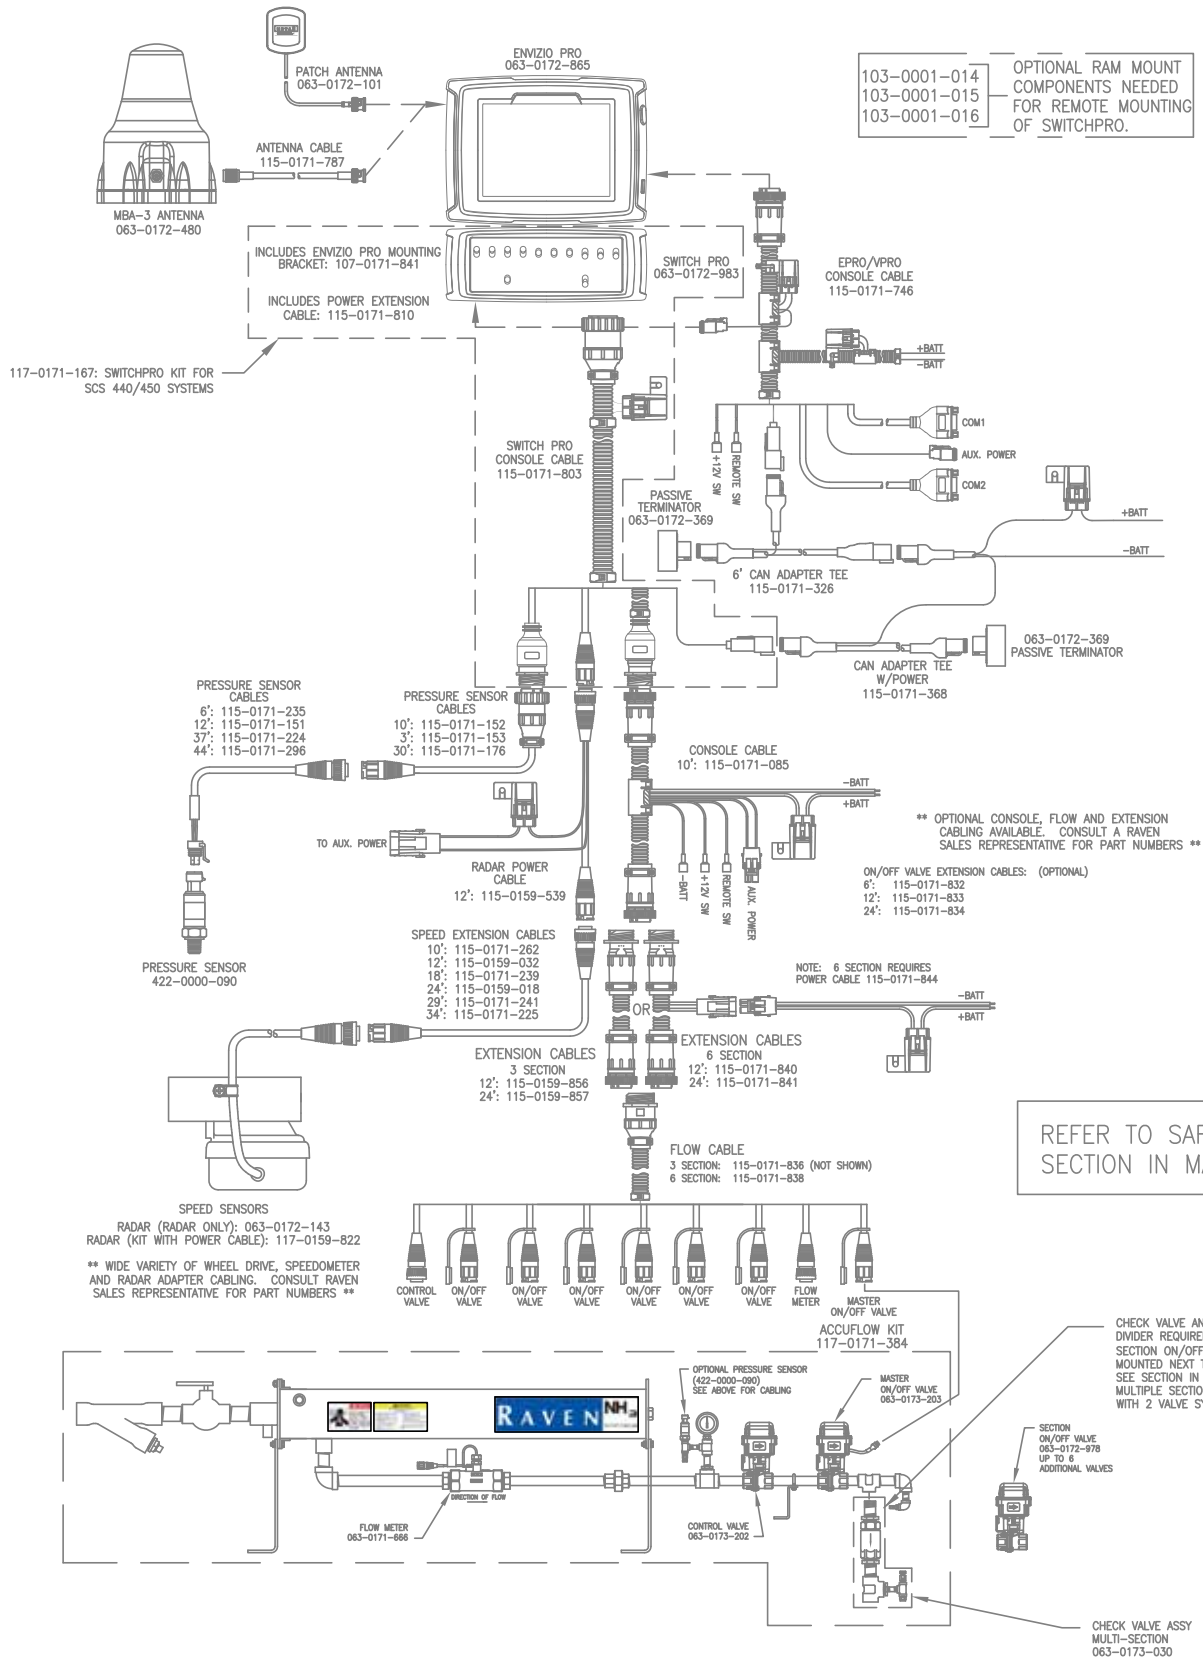 ENVIZIO PRO
063-0172-865
PATCH ANTENNA
063-0172-101
103-0001-014
103-0001-015
103-0001-016
OPTIONAL RAM MOUNT
COMPONENTS NEEDED
FOR REMOTE MOUNTING
OF SWITCHPRO.
ANTENNA CABLE
115-0171-787
MBA-3 ANTENNA
063-0172-480
INCLUDES ENVIZIO PRO MOUNTING
BRACKET: 107-0171-841
INCLUDES POWER EXTENSION
CABLE: 115-0171-810
SWITCH PRO
063-0172-983
EPRO/VPRO
CONSOLE CABLE
115-0171-746
+BATT
-BATT
117-0171-167: SWITCHPRO KIT FOR
SCS 440/450 SYSTEMS
SWITCH PRO
CONSOLE CABLE
115-0171-803
+12V SW
REMOTE SW
COM1
AUX. POWER
COM2
PASSIVE
TERMINATOR
063-0172-369
+BATT
-BATT
6' CAN ADAPTER TEE
115-0171-326
063-0172-369
PASSIVE TERMINATOR
CAN ADAPTER TEE
W/POWER
115-0171-368
PRESSURE SENSOR
CABLES
6': 115-0171-235
12': 115-0171-151
37': 115-0171-224
44': 115-0171-296
PRESSURE SENSOR
CABLES
10': 115-0171-152
3': 115-0171-153
30': 115-0171-176
CONSOLE CABLE
10': 115-0171-085
-BATT
+BATT
** OPTIONAL CONSOLE, FLOW AND EXTENSION
CABLING AVAILABLE. CONSULT A RAVEN
SALES REPRESENTATIVE FOR PART NUMBERS **
TO AUX. POWER
RADAR POWER
CABLE
12': 115-0159-539
-BATT
+12V SW
REMOTE SW
AUX. POWER
ON/OFF VALVE EXTENSION CABLES: (OPTIONAL)
6': 115-0171-832
12': 115-0171-833
24': 115-0171-834
PRESSURE SENSOR
422-0000-090
SPEED EXTENSION CABLES
10': 115-0171-262
12': 115-0159-032
18': 115-0171-239
24': 115-0159-018
29': 115-0171-241
34': 115-0171-225
NOTE: 6 SECTION REQUIRES
POWER CABLE 115-0171-844
-BATT
+BATT
OR
EXTENSION CABLES
3 SECTION
12': 115-0159-856
24': 115-0159-857
EXTENSION CABLES
6 SECTION
12': 115-0171-840
24': 115-0171-841
REFER TO
SECTION IN
FLOW CABLE
3 SECTION: 115-0171-836 (NOT SHOWN)
6 SECTION: 115-0171-838
SPEED SENSORS
RADAR (RADAR ONLY): 063-0172-143
RADAR (KIT WITH POWER CABLE): 117-0159-822
** WIDE VARIETY OF WHEEL DRIVE, SPEEDOMETER
AND RADAR ADAPTER CABLING. CONSULT RAVEN
SALES REPRESENTATIVE FOR PART NUMBERS **
CONTROL
VALVE
ON/OFF
VALVE
ON/OFF
VALVE
ON/OFF
VALVE
ON/OFF
VALVE
ON/OFF
VALVE
ON/OFF
VALVE
FLOW
METER
MASTER
ON/OFF VALVE
ACCUFLOW KIT
117-0171-384
CHECK VALVE
DIVIDER
SECTION ON/OFF
MOUNTED NEXT
SEE SECTION IN
MULTIPLE
WITH 2 VALVE
OPTIONAL PRESSURE SENSOR
(422-0000-090)
SEE ABOVE FOR CABLING
MASTER
ON/OFF VALVE
063-0173-203
RAVEN
NH3
SECTION
ON/OFF VALVE
063-0172-978
UP TO 6
ADDITIONAL VALVES
DIRECTION OF FLOW
FLOW METER
063-0171-666
CONTROL VALVE
063-0173-202
CHECK VALVE ASSY
MULTI-SECTION
063-0173-030